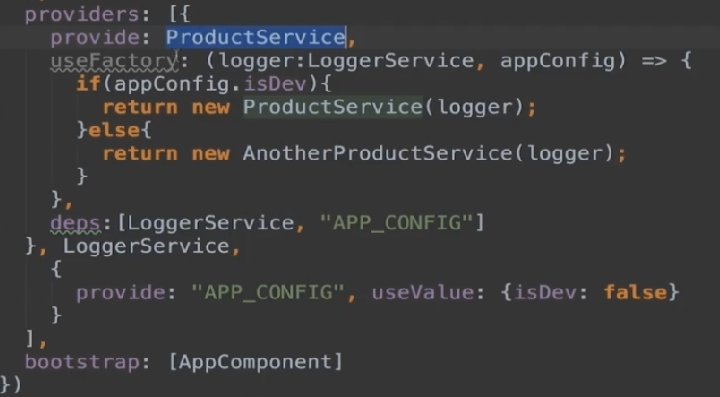 providers: [{
provide: ProductService,
useFactory: (logger:LoggerService, appConfig) => {
if(appConfig.isDev){
return new ProductService(logger);
}else{
return new AnotherProductService(logger);
}
},
deps:[LoggerService, "APP_CONFIG"]
}, LoggerService,
{
provide: "APP_CONFIG", useValue: {isDev: false}
}
],
bootstrap: [AppComponent]
})